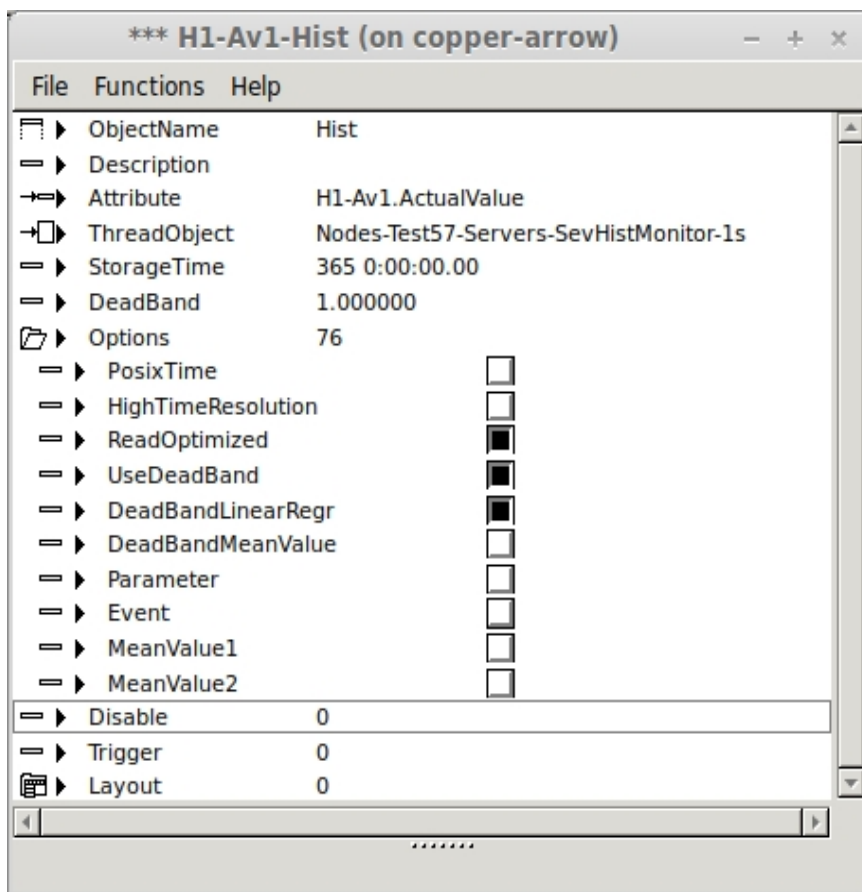 *** H1-Av1-Hist (on copper-arrow)
File Functions Help
ObjectName Hist
Description
Attribute H1-Av1.ActualValue
ThreadObject Nodes-Test57-Servers-SevHistMonitor-1s
StorageTime 365 0:00:00.00
DeadBand 1.000000
Options 76
PosixTime
HighTimeResolution
ReadOptimized
UseDeadBand
DeadBandLinearRegr
DeadBandMeanValue
Parameter
Event
MeanValue1
MeanValue2
Disable 0
Trigger 0
Layout 0